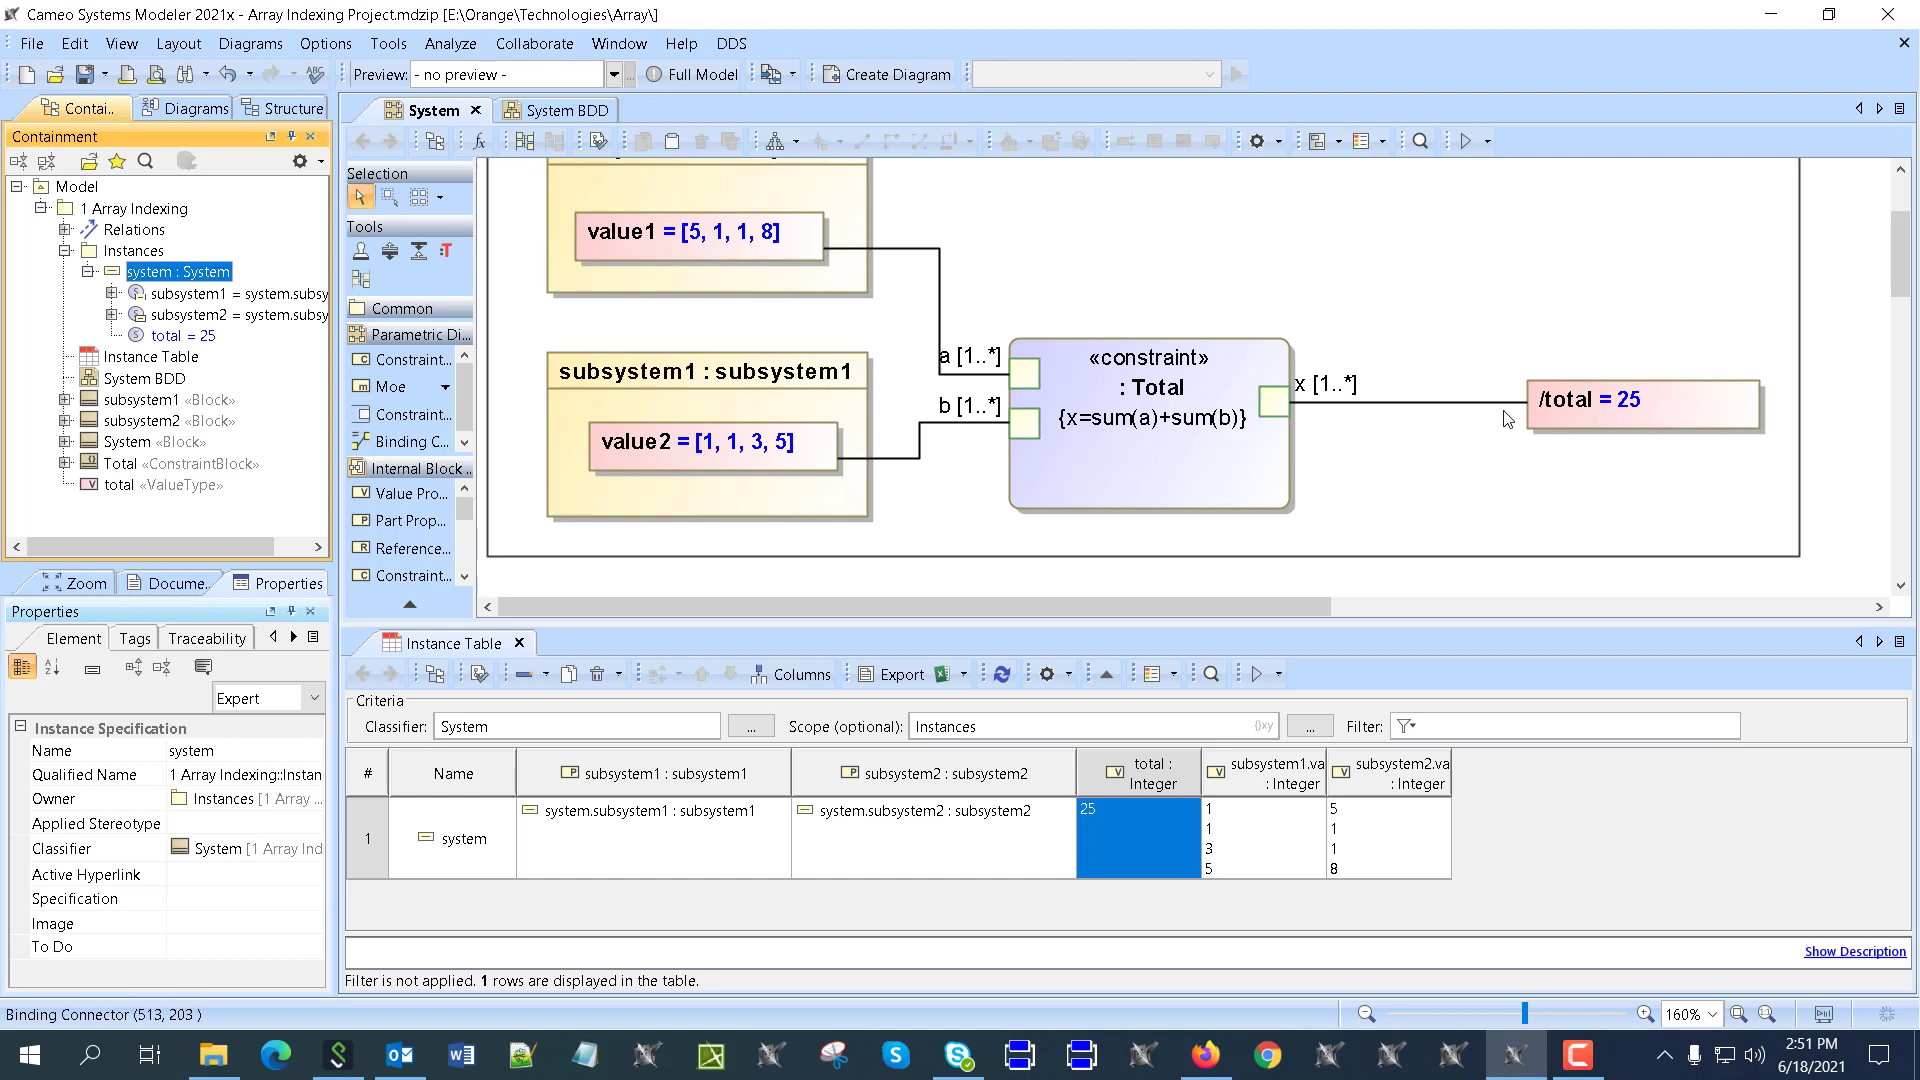 Cameo Systems Modeler 2021x - Array Indexing Project.mdzip [E:\Orange\Technologies\Array\]
File Edit View Layout Diagrams Options Tools Analyze Collaborate Window Help DDS
Preview: - no preview - ... Full Model Create Diagram
Contai.. Diagrams Structure
Containment
Model
1 Array Indexing
Relations
Instances
system : System
subsystem1 = system.subsy
subsystem2 = system.subsy
total = 25
Instance Table
System BDD
subsystem1 «Block»
subsystem2 «Block»
System «Block»
Total «ConstraintBlock»
total «ValueType»
Zoom Docume.. Properties
Properties
Element Tags Traceability
Expert
Instance Specification
Name system
Qualified Name 1 Array Indexing::Instan
Owner Instances [1 Array ...
Applied Stereotype
Classifier System [1 Array Ind
Active Hyperlink
Specification
Image
To Do
System System BDD
Selection
Tools
Common
Parametric Di...
Constraint...
Moe
Constraint...
Binding C...
Internal Block ..
Value Pro...
Part Prop...
Reference...
Constraint...
value1 = [5, 1, 1, 8]
subsystem1 : subsystem1
value2 = [1, 1, 3, 5]
a [1..*]
b [1..*]
«constraint»
: Total
{x=sum(a)+sum(b)}
x [1..*]
/total = 25
Instance Table
Columns Export
Criteria
Classifier: System ... Scope (optional): Instances {}xy ... Filter:
# Name subsystem1 : subsystem1 subsystem2 : subsystem2 total : Integer subsystem1.va : Integer subsystem2.va : Integer
1 system system.subsystem1 : subsystem1 system.subsystem2 : subsystem2 25 1 5
1 1
3 1
5 8
Show Description
Filter is not applied. 1 rows are displayed in the table.
Binding Connector (513, 203 )
160%
2:51 PM
6/18/2021